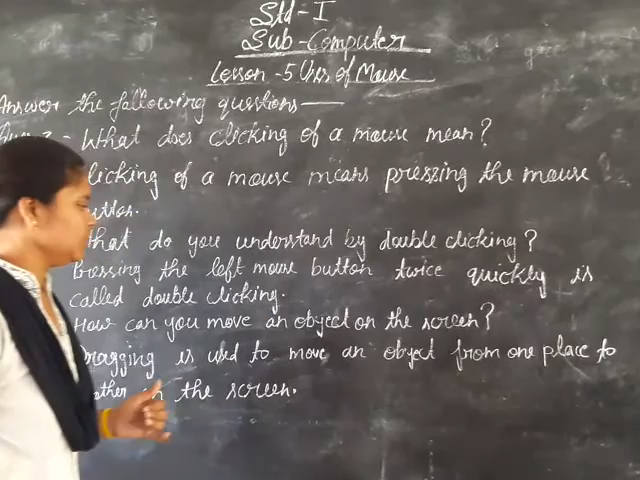 Std - I
Sub - Computer
Lesson - 5 Uses of Mouse
Answer the following questions —
What does clicking of a mouse mean?
licking of a mouse means pressing the mouse
utton.
hat do you understand by double clicking?
Pressing the left mouse button twice quickly is
called double clicking.
How can you move an object on the screen?
Dragging is used to move an object from one place to
other in the screen.